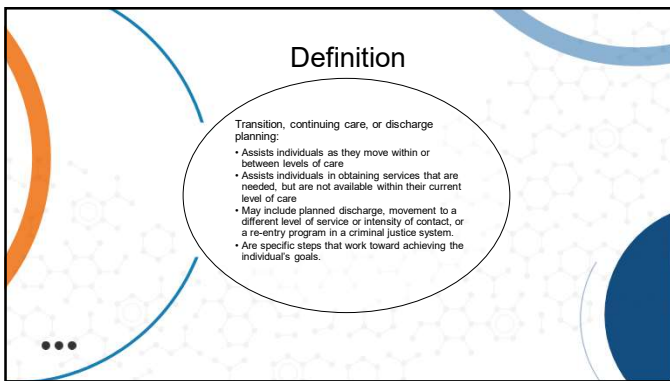 Definition
Transition, continuing care, or discharge
planning:
• Assists individuals as they move within or
between levels of care
• Assists individuals in obtaining services that are
needed, but are not available within their current
level of care
• May include planned discharge, movement to a
different level of service or intensity of contact, or
a re-entry program in a criminal justice system.
• Are specific steps that work toward achieving the
individual's goals.